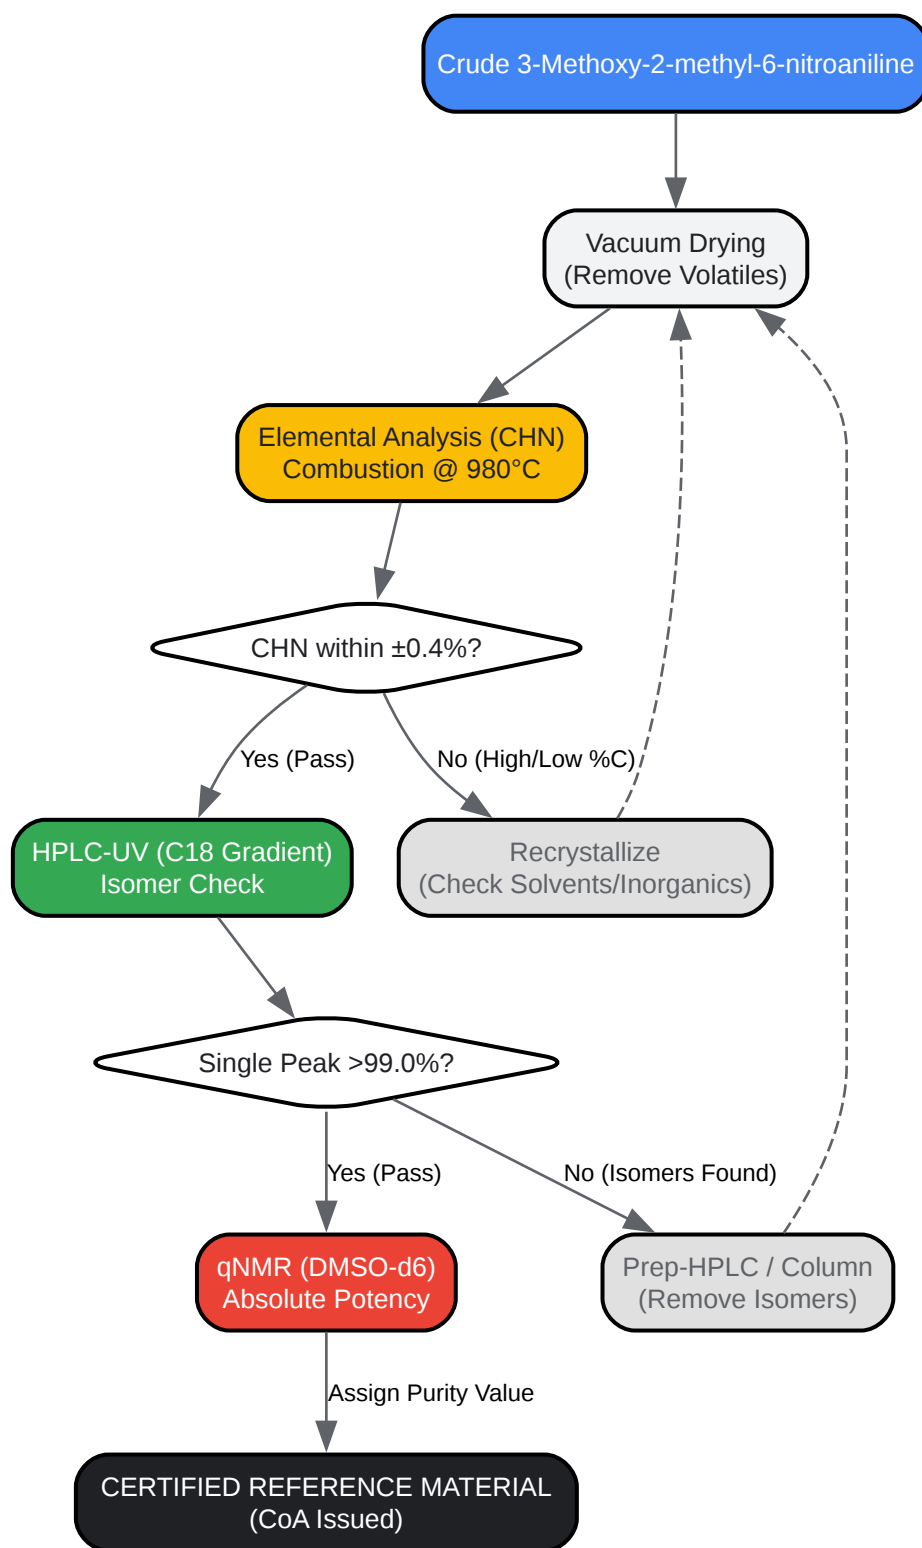 Crude 3-Methoxy-2-methyl-6-nitroaniline
Vacuum Drying
(Remove Volatiles)
Elemental Analysis (CHN)
Combustion @ 980°C
CHN within ±0.4%?
Yes (Pass)
No (High/Low %C)
HPLC-UV (C18 Gradient)
Isomer Check
Recrystallize
(Check Solvents/Inorganics)
Single Peak >99.0%?
Yes (Pass)
No (Isomers Found)
qNMR (DMSO-d6)
Absolute Potency
Prep-HPLC / Column
(Remove Isomers)
Assign Purity Value
CERTIFIED REFERENCE MATERIAL
(CoA Issued)